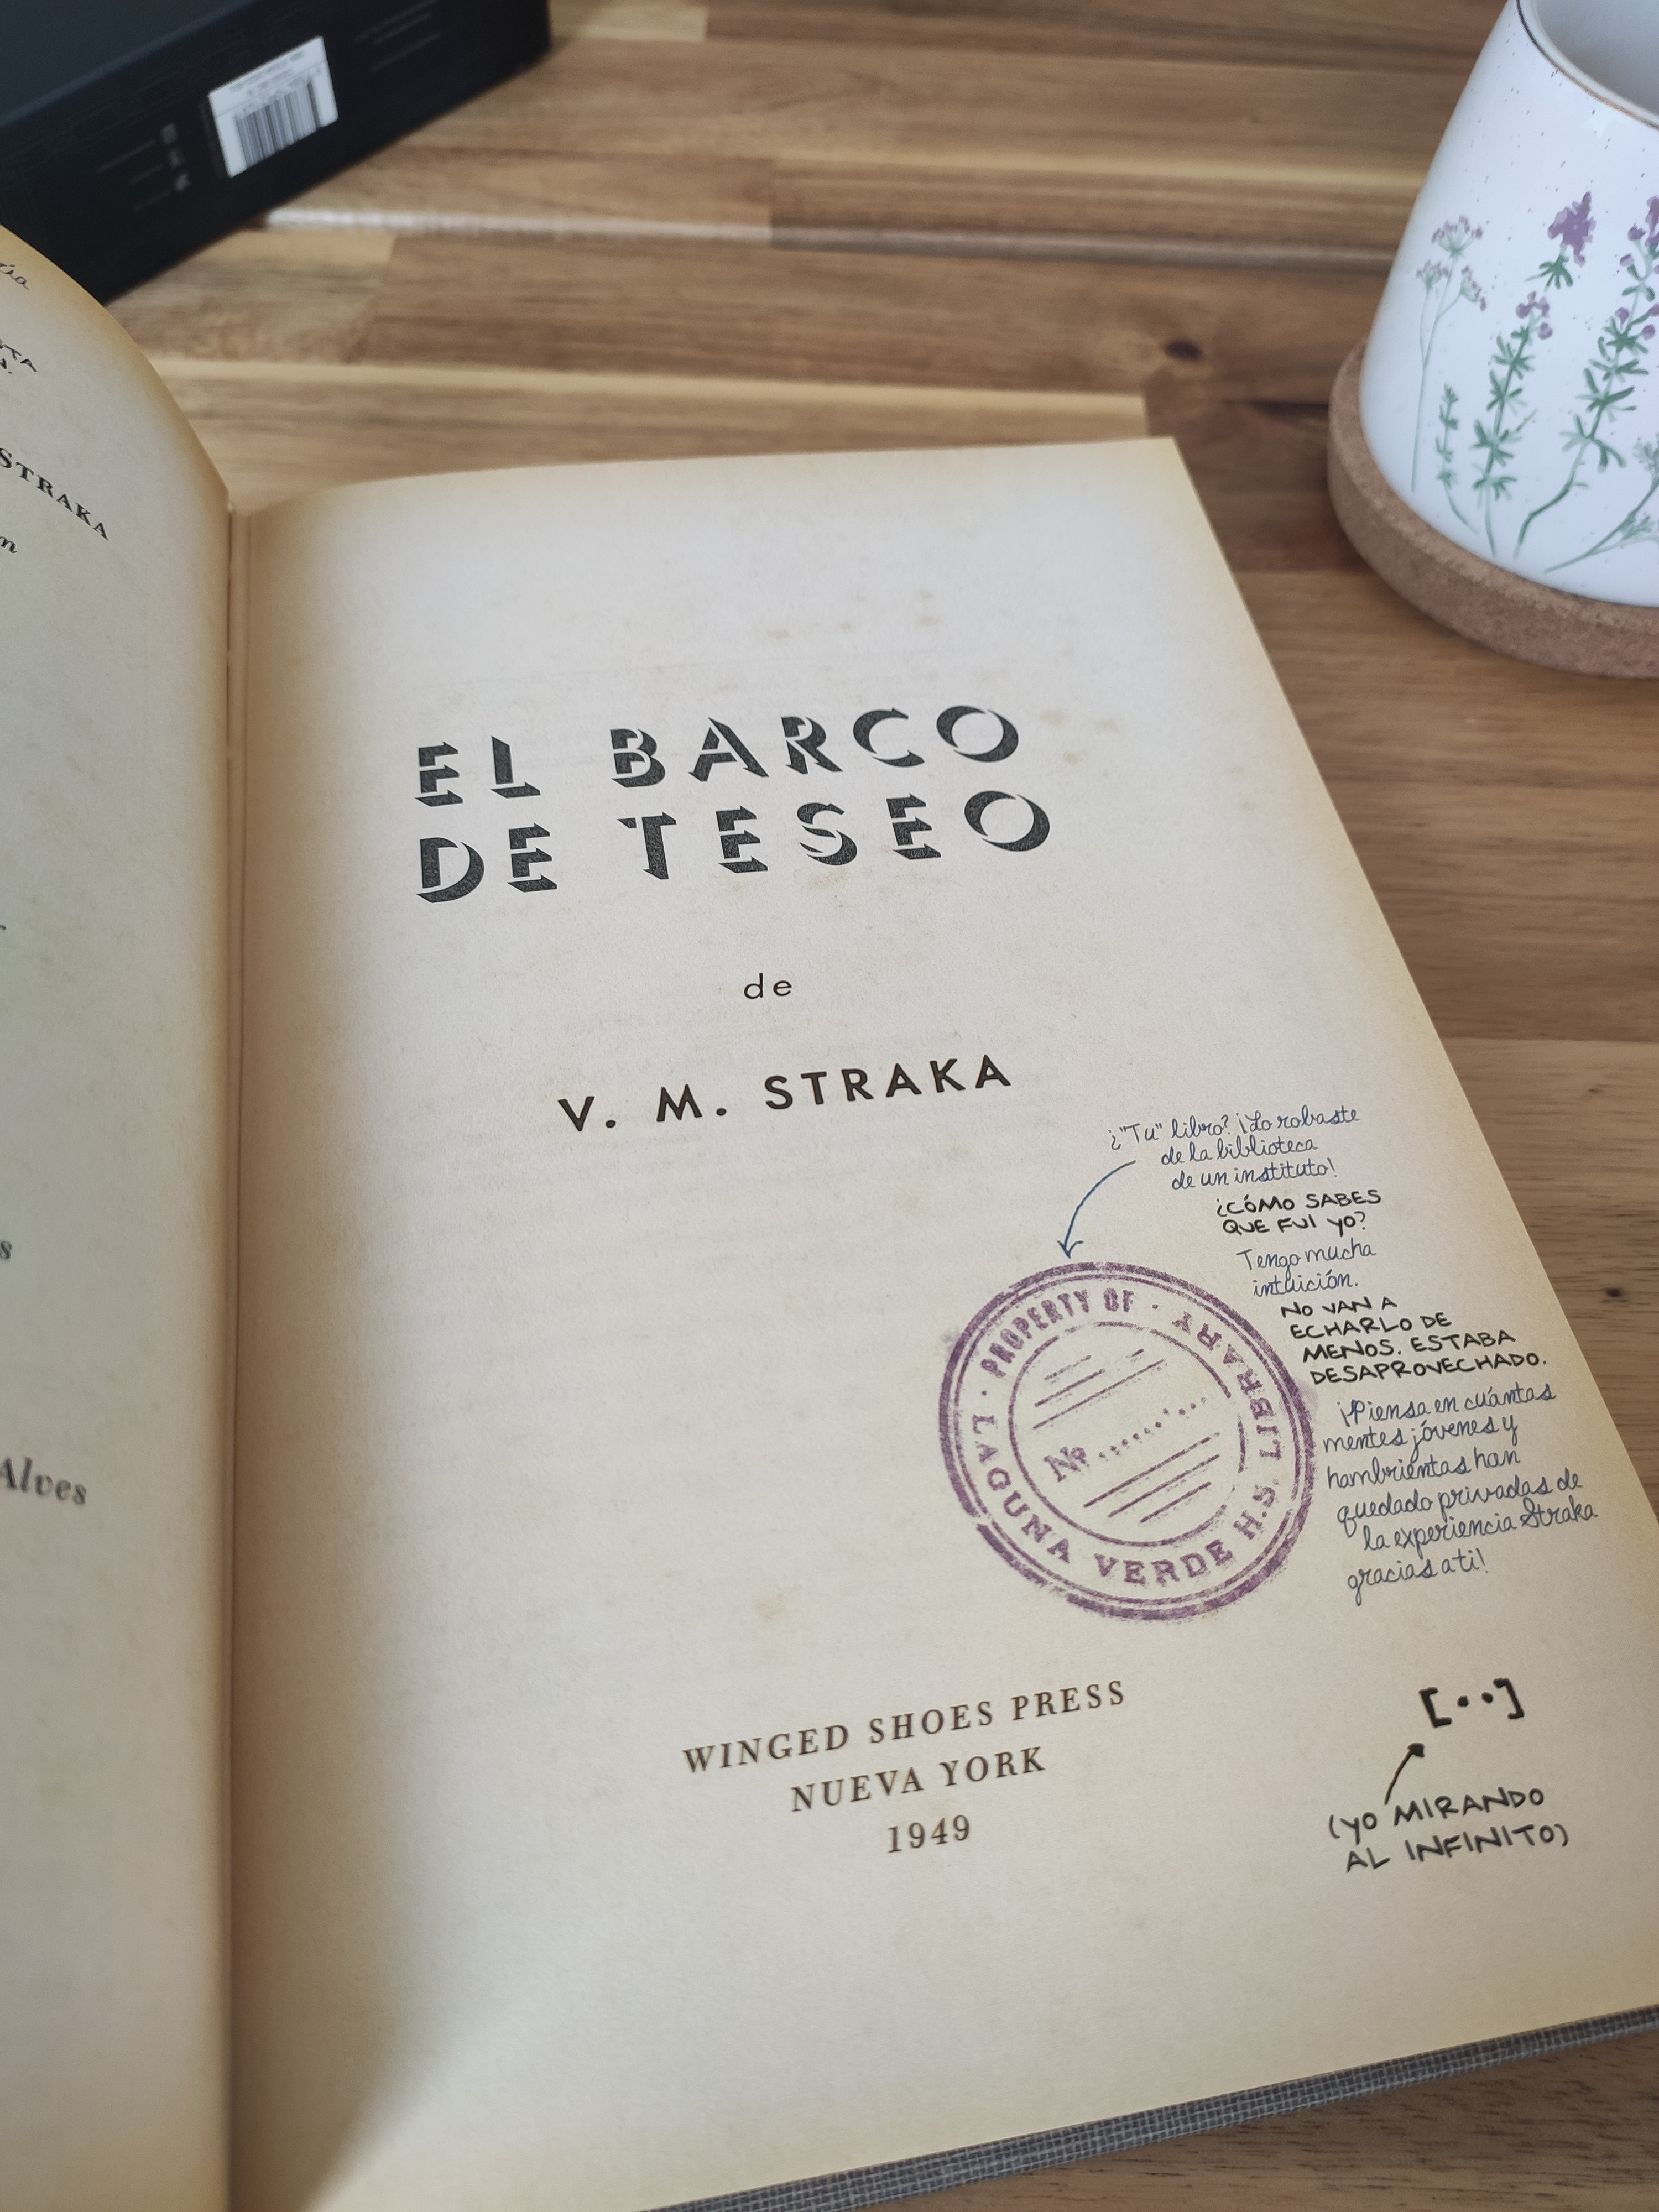 STRAKA
Alves
EL BARCO
DE TESEO
de
V. M. STRAKA
¿"Tu" libro? ¡Lo robaste
de la biblioteca
de un instituto!
¿CÓMO SABES
QUE FUI YO?
Tengo mucha
intuición.
NO VAN A
ECHARLO DE
MENOS. ESTABA
DESAPROVECHADO.
¡Piensa en cuántas
mentes jóvenes y
hambrientas han
quedado privadas de
la experiencia Straka
gracias a ti!
· PROPERTY OF · LAGUNA VERDE H.S. LIBRARY
Nº
WINGED SHOES PRESS
NUEVA YORK
1949
[··]
(YO MIRANDO
AL INFINITO)